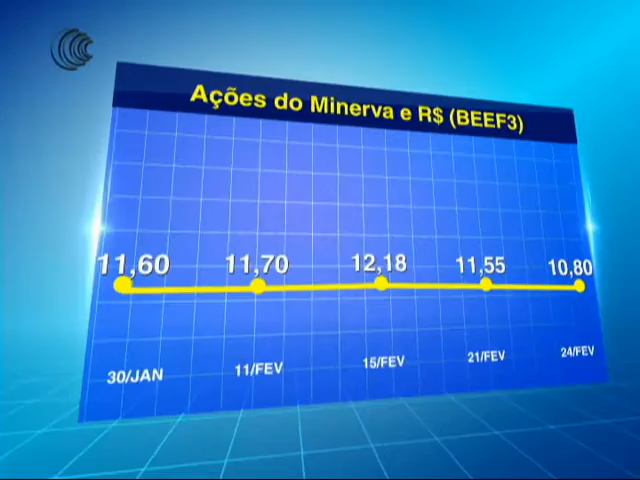 Ações do Minerva e R$ (BEEF3)
11,60 11,70 12,18 11,55 10,80
30/JAN 11/FEV 15/FEV 21/FEV 24/FEV